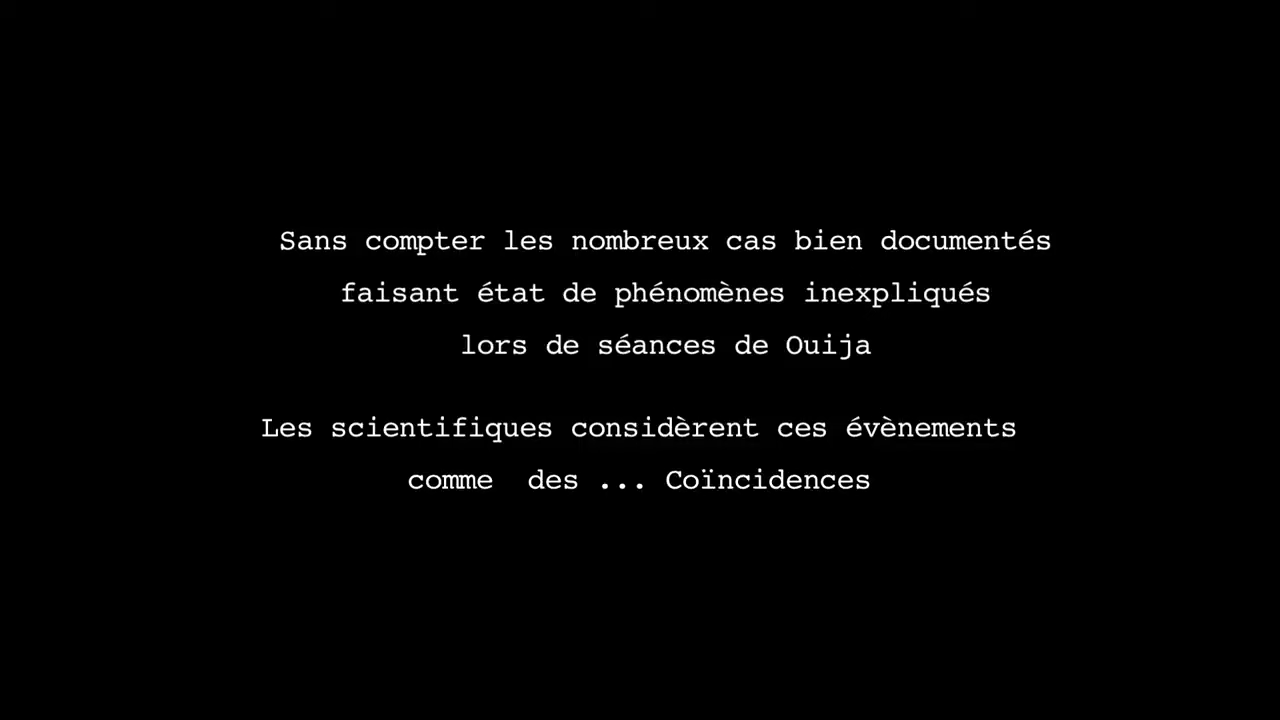 Sans compter les nombreux cas bien documentés
faisant état de phénomènes inexpliqués
lors de séances de Ouija
Les scientifiques considèrent ces évènements
comme  des ... Coïncidences